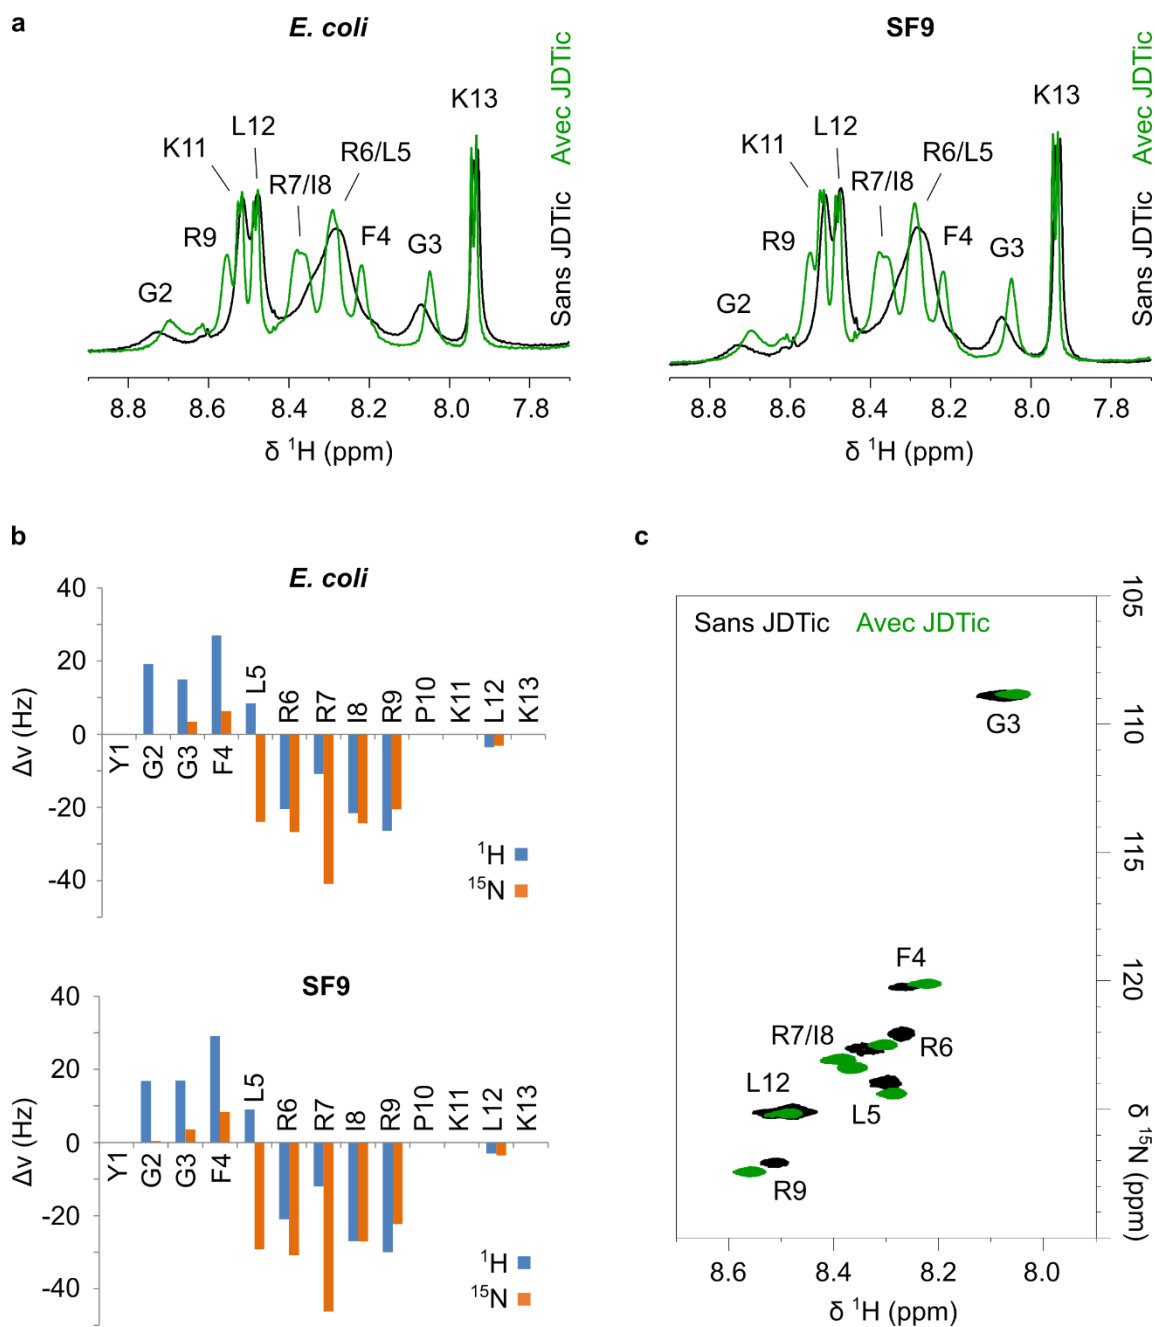 a
E. coli
SF9
Sans JDTic
Avec JDTic
K13
L12
K11
R6/L5
R7/I8
R9
F4
G3
G2
8.8 8.6 8.4 8.2 8.0 7.8
δ ¹H (ppm)
Sans JDTic
Avec JDTic
K13
L12
K11
R6/L5
R7/I8
R9
F4
G3
G2
8.8 8.6 8.4 8.2 8.0 7.8
δ ¹H (ppm)
b
E. coli
40
20
0
-20
-40
Δν (Hz)
Y1 G2 G3 F4 L5 R6 R7 I8 R9 P10 K11 L12 K13
¹H
¹⁵N
SF9
40
20
0
-20
-40
Δν (Hz)
Y1 G2 G3 F4 L5 R6 R7 I8 R9 P10 K11 L12 K13
¹H
¹⁵N
c
Sans JDTic Avec JDTic
G3
F4
R7/I8
R6
L12
L5
R9
105
110
115
120
δ ¹⁵N (ppm)
8.6 8.4 8.2 8.0
δ ¹H (ppm)